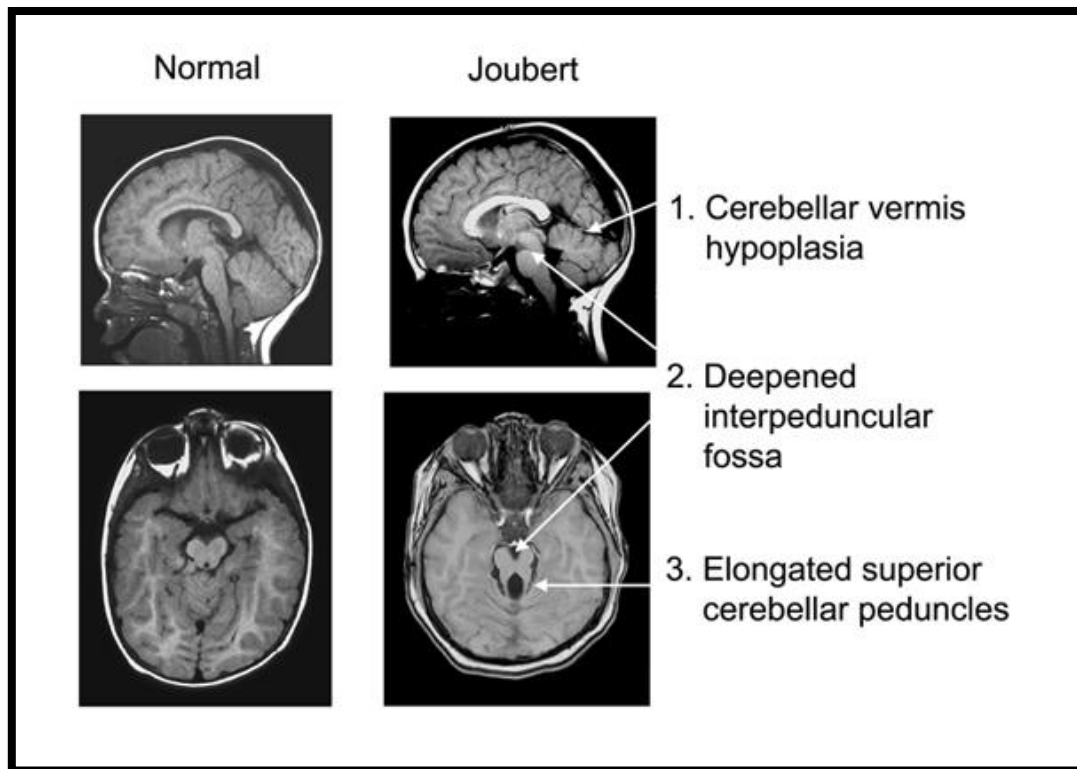 Normal
Joubert
1. Cerebellar vermis
hypoplasia
2. Deepened
interpeduncular
fossa
3. Elongated superior
cerebellar peduncles